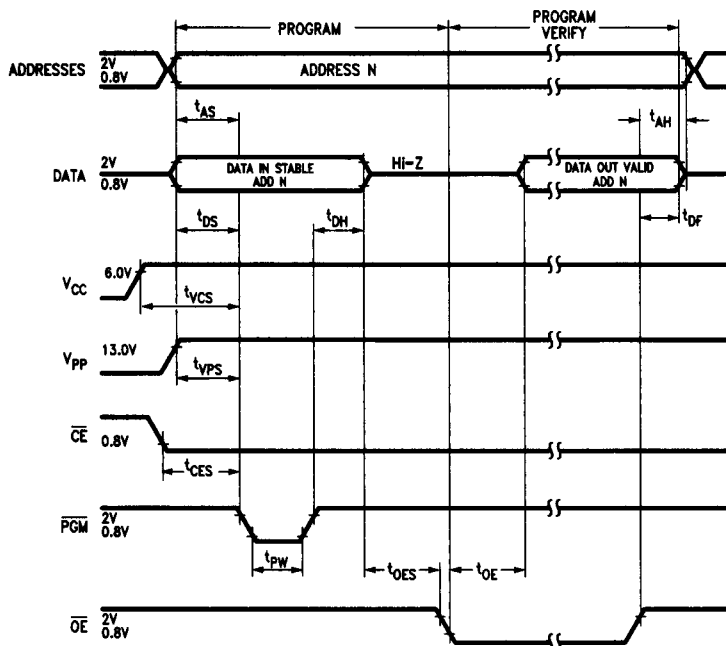 PROGRAM
PROGRAM
VERIFY
ADDRESSES
2V
0.8V
ADDRESS N
tAS
tAH
DATA
2V
0.8V
DATA IN STABLE
ADD N
Hi-Z
DATA OUT VALID
ADD N
tDS
tDH
tDF
VCC
6.0V
tVCS
VPP
13.0V
tVPS
CE
0.8V
tCES
PGM
2V
0.8V
tPW
tOES
tOE
OE
2V
0.8V